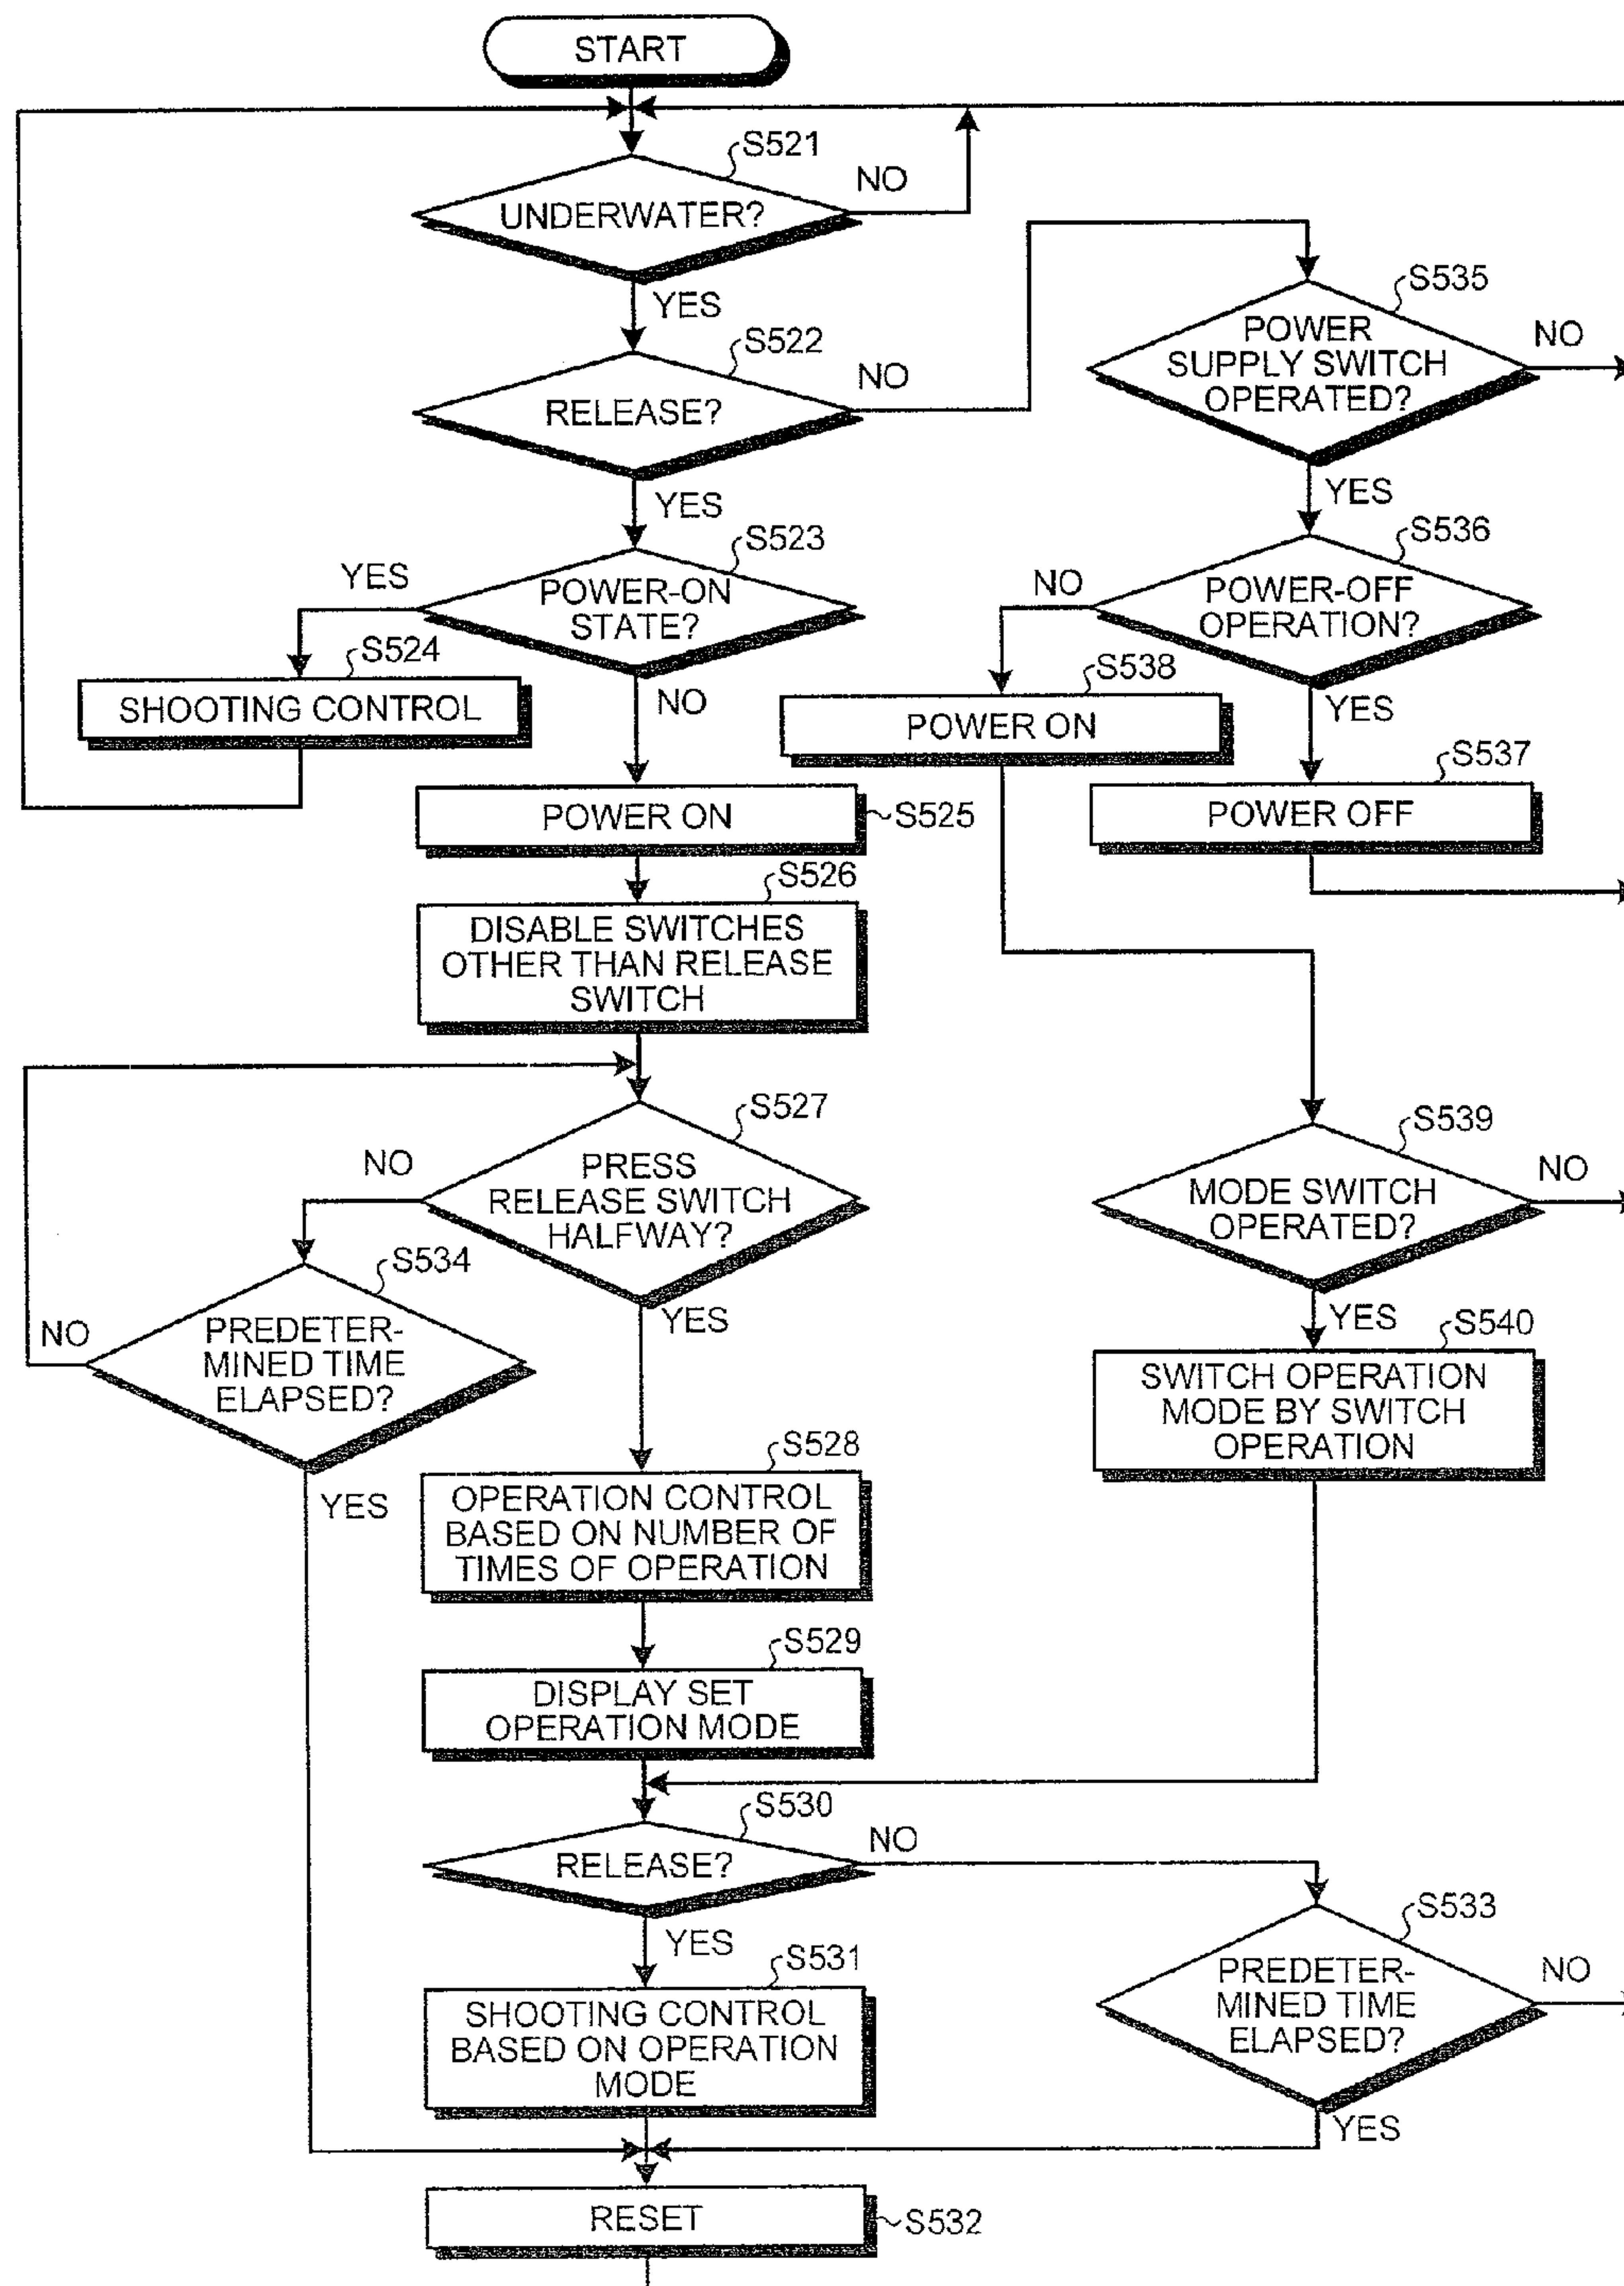 START
S521
UNDERWATER?
NO
YES
S522
RELEASE?
NO
YES
S535
POWER
SUPPLY SWITCH
OPERATED?
NO
YES
S523
POWER-ON
STATE?
YES
NO
S524
SHOOTING CONTROL
S536
POWER-OFF
OPERATION?
NO
YES
S538
POWER ON
S537
POWER OFF
POWER ON
S525
S526
DISABLE SWITCHES
OTHER THAN RELEASE
SWITCH
S527
PRESS
RELEASE SWITCH
HALFWAY?
NO
YES
S534
PREDETER-
MINED TIME
ELAPSED?
NO
YES
S539
MODE SWITCH
OPERATED?
NO
YES
S540
SWITCH OPERATION
MODE BY SWITCH
OPERATION
S528
OPERATION CONTROL
BASED ON NUMBER OF
TIMES OF OPERATION
S529
DISPLAY SET
OPERATION MODE
S530
RELEASE?
NO
YES
S533
PREDETER-
MINED TIME
ELAPSED?
NO
YES
S531
SHOOTING CONTROL
BASED ON OPERATION
MODE
RESET
S532